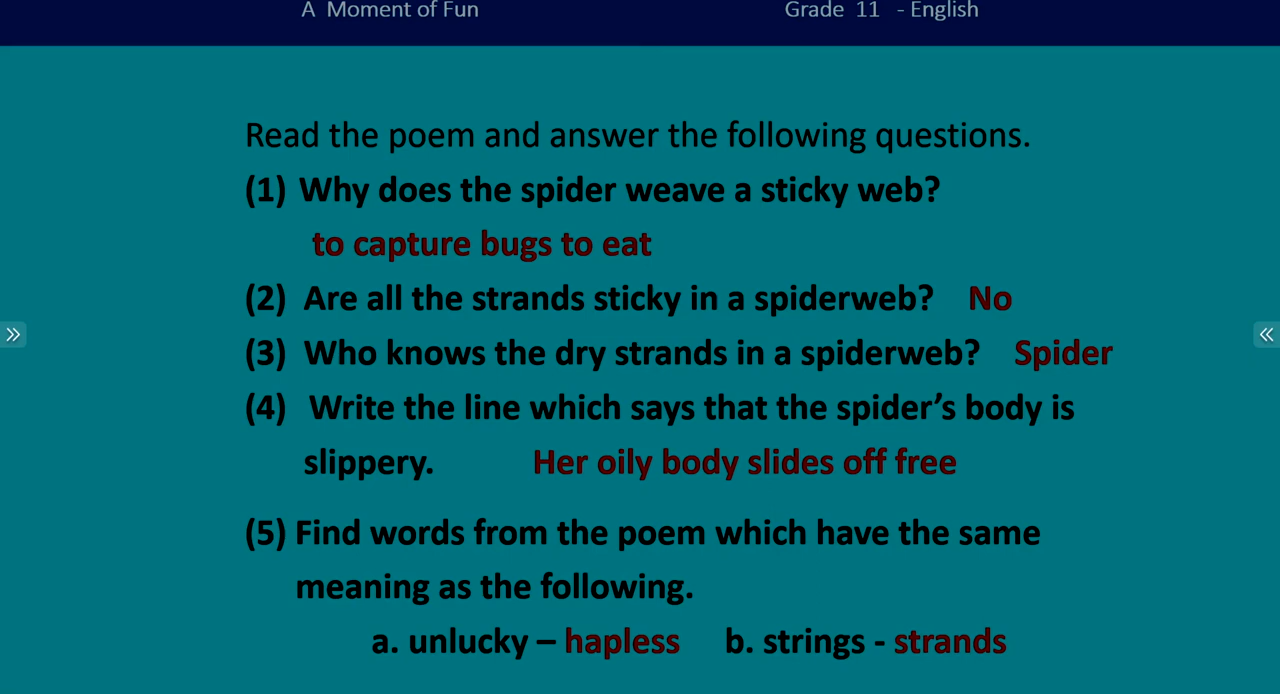 A Moment of Fun Grade 11 - English
Read the poem and answer the following questions.
(1) Why does the spider weave a sticky web?
to capture bugs to eat
(2) Are all the strands sticky in a spiderweb? No
(3) Who knows the dry strands in a spiderweb? Spider
(4) Write the line which says that the spider’s body is
slippery. Her oily body slides off free
(5) Find words from the poem which have the same
meaning as the following.
a. unlucky – hapless b. strings - strands